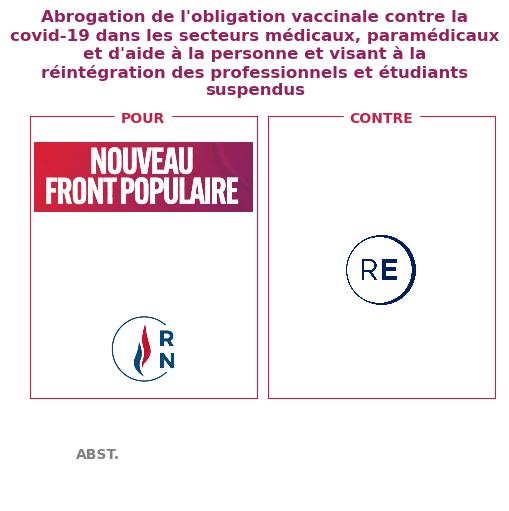 Abrogation de l'obligation vaccinale contre la
covid-19 dans les secteurs médicaux, paramédicaux
et d'aide à la personne et visant à la
réintégration des professionnels et étudiants
suspendus
POUR
CONTRE
NOUVEAU
FRONT POPULAIRE
RE
R
N
ABST.